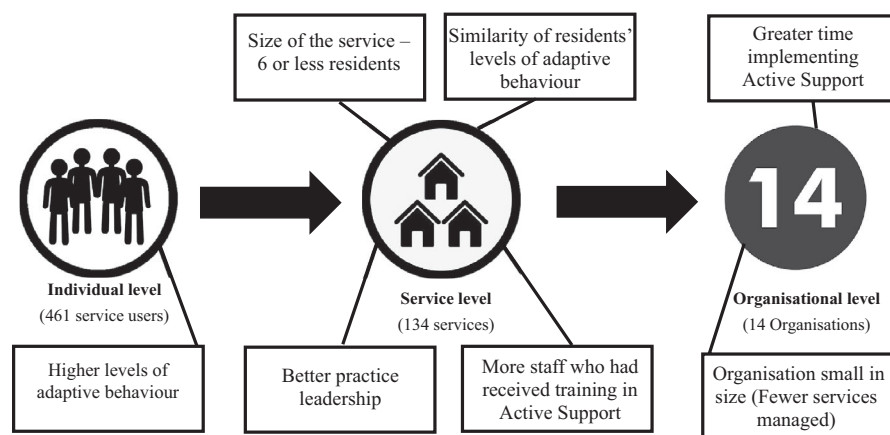 Size of the service –
6 or less residents
Similarity of residents'
levels of adaptive
behaviour
Greater time
implementing
Active Support
14
Individual level
(461 service users)
Service level
(134 services)
Organisational level
(14 Organisations)
Higher levels of
adaptive behaviour
Better practice
leadership
More staff who had
received training in
Active Support
Organisation small in
size (Fewer services
managed)